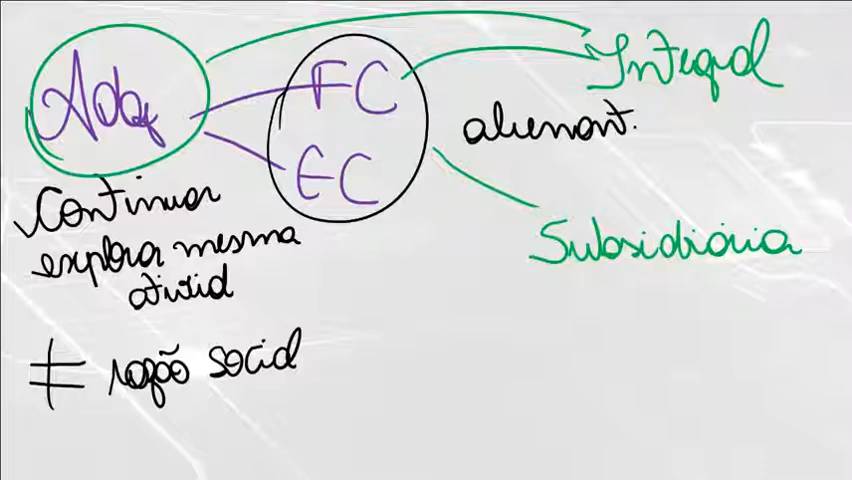 Adq
FC
Integral
EC
alienant.
Continuar
explora mesma
ativid
Subsidiária
≠ razão social